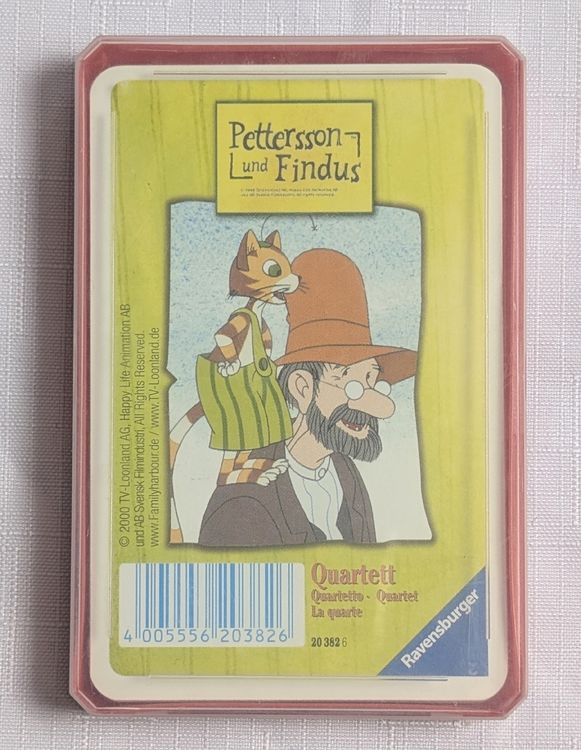 Pettersson
und Findus
© 2000 TV-Loonland AG, Happy Life Animation AB
und AB Svensk Filmindustri, All Rights Reserved.
www.Familyharbour.de / www.TV-Loonland.de
4 005556 203826
Quartett
Quartetto - Quartet
La quarte
20 382 6
Ravensburger